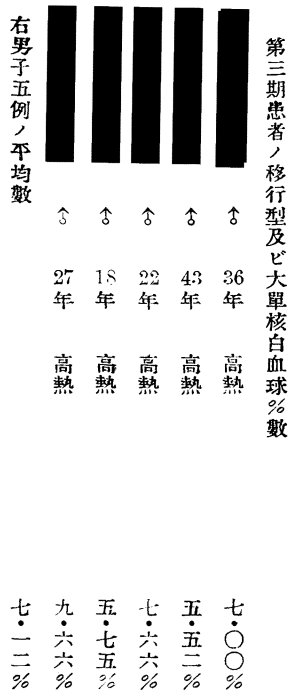 第三期患者ノ移行型及ビ大單核白血球%數
♂ 36年 高熱 七・〇〇%
♂ 43年 高熱 五・五二%
♂ 22年 高熱 七・六六%
♂ 18年 高熱 五・七五%
♂ 27年 高熱 九・六六%
右男子五例ノ平均數 七・一二%